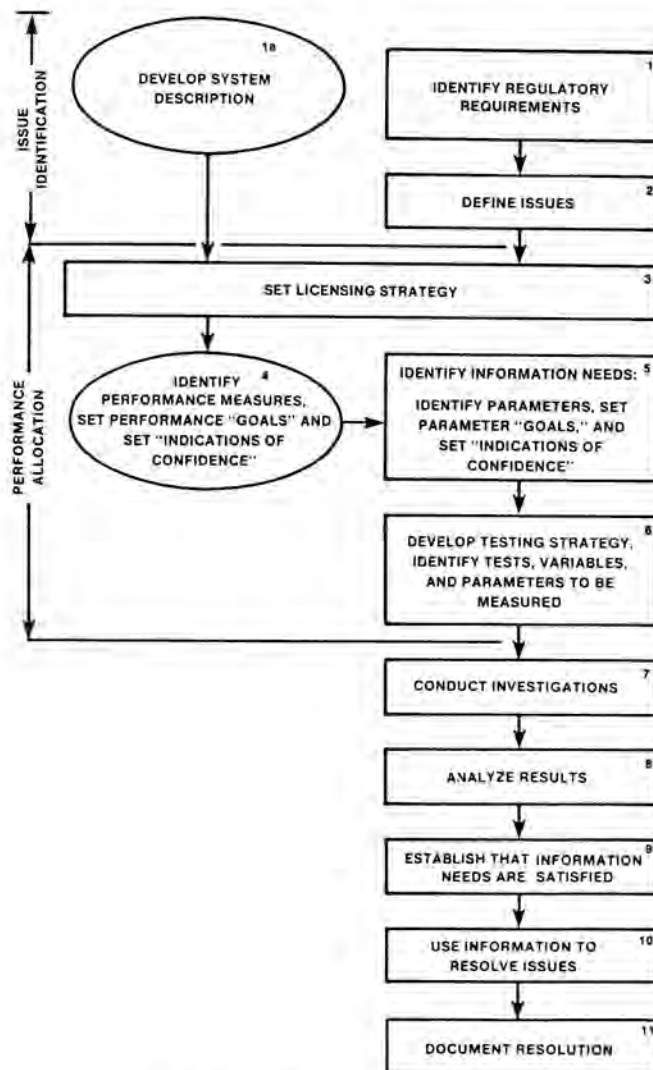 ISSUE
IDENTIFICATION
1a
DEVELOP SYSTEM
DESCRIPTION
1
IDENTIFY REGULATORY
REQUIREMENTS
2
DEFINE ISSUES
3
SET LICENSING STRATEGY
PERFORMANCE
ALLOCATION
4
IDENTIFY
PERFORMANCE MEASURES,
SET PERFORMANCE "GOALS" AND
SET "INDICATIONS OF
CONFIDENCE"
5
IDENTIFY INFORMATION NEEDS:
IDENTIFY PARAMETERS, SET
PARAMETER "GOALS," AND
SET "INDICATIONS OF
CONFIDENCE"
6
DEVELOP TESTING STRATEGY,
IDENTIFY TESTS, VARIABLES,
AND PARAMETERS TO BE
MEASURED
7
CONDUCT INVESTIGATIONS
8
ANALYZE RESULTS
9
ESTABLISH THAT INFORMATION
NEEDS ARE SATISFIED
10
USE INFORMATION TO
RESOLVE ISSUES
11
DOCUMENT RESOLUTION